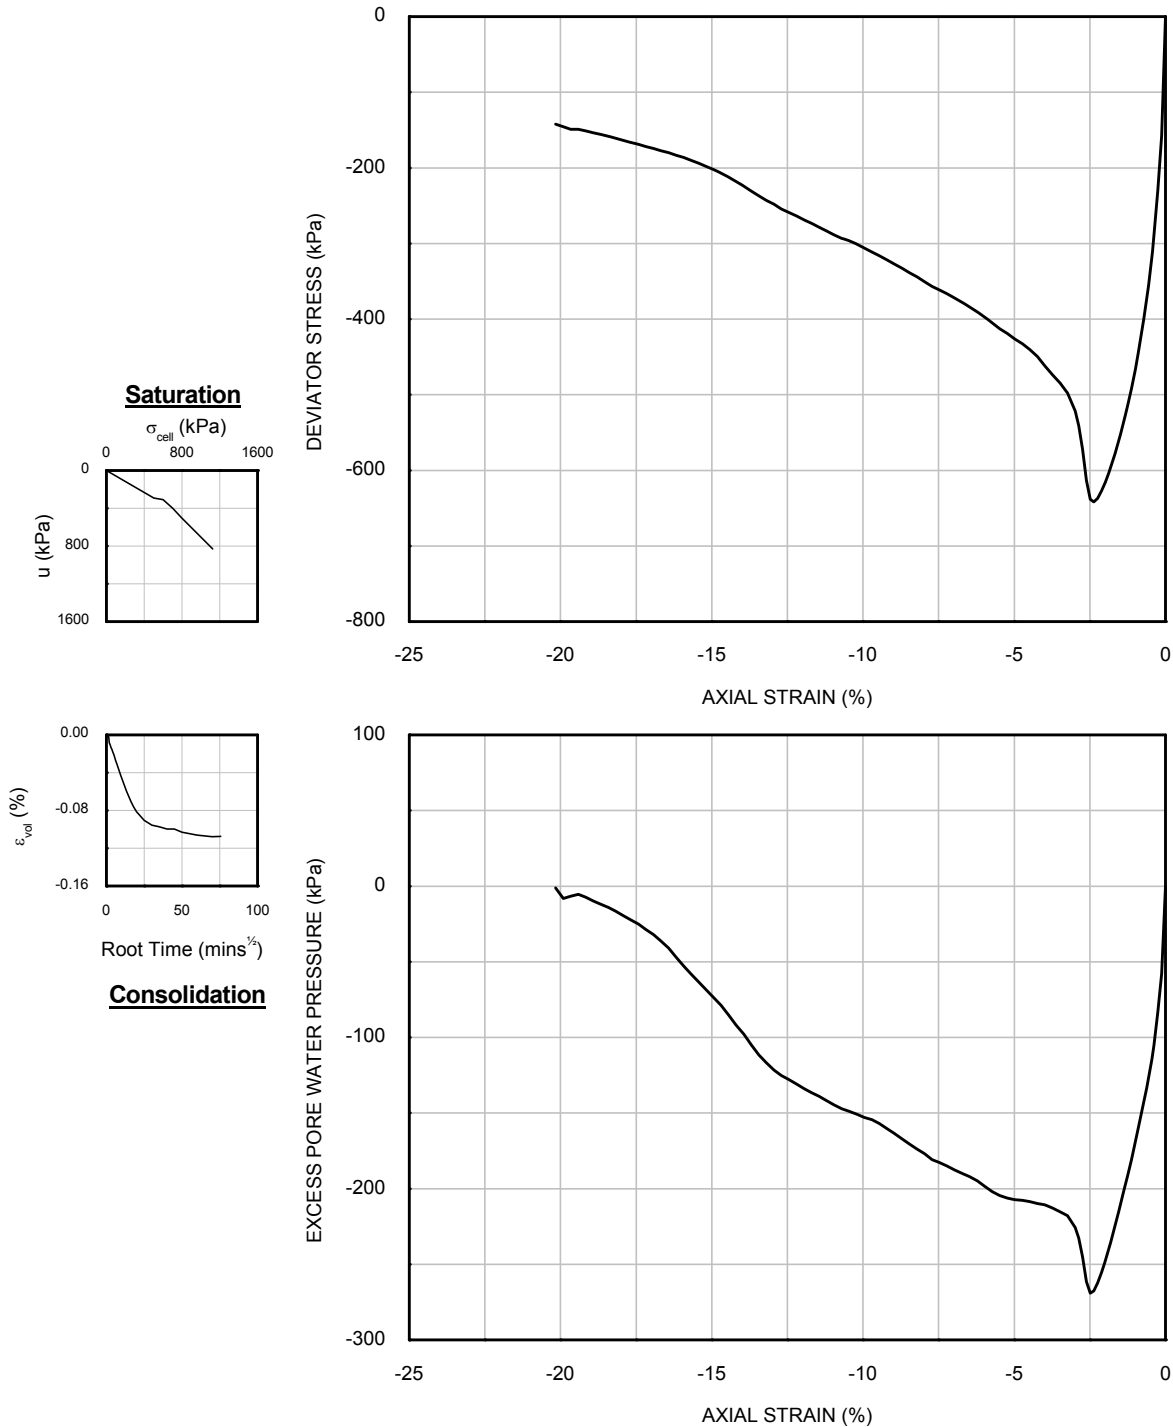 Saturation
σcell (kPa)
0 800 1600
0
800
1600
u (kPa)
0
-200
-400
-600
-800
DEVIATOR STRESS (kPa)
-25 -20 -15 -10 -5 0
AXIAL STRAIN (%)
0.00
-0.08
-0.16
εvol (%)
0 50 100
Root Time (mins½)
Consolidation
100
0
-100
-200
-300
EXCESS PORE WATER PRESSURE (kPa)
-25 -20 -15 -10 -5 0
AXIAL STRAIN (%)